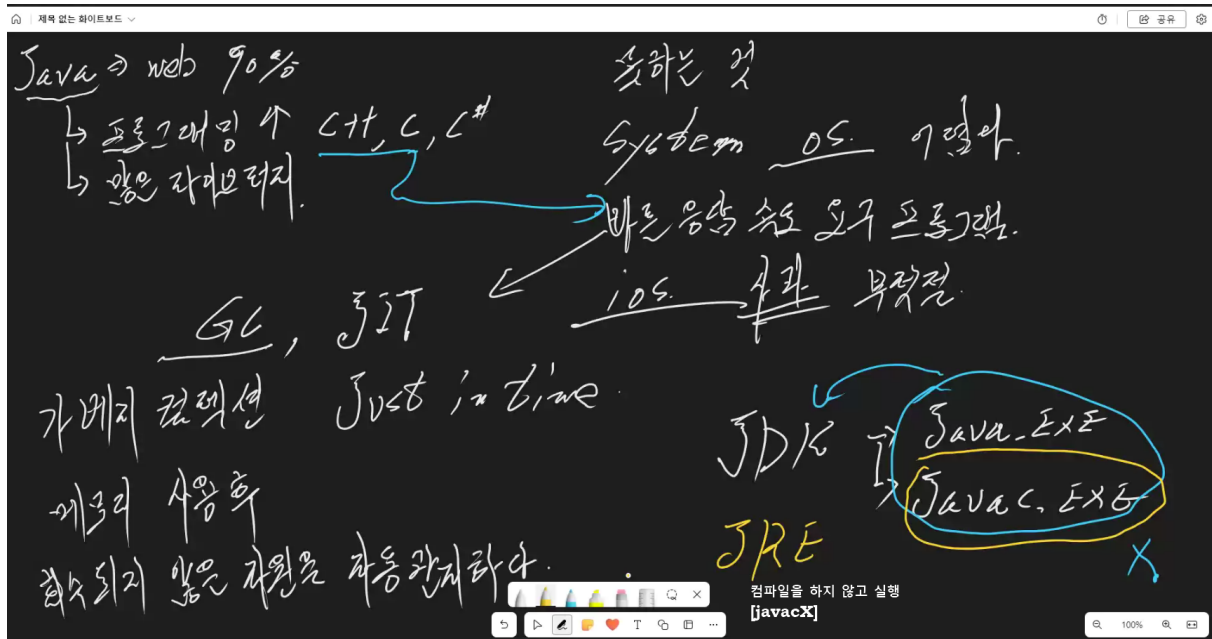 제목 없는 화이트보드
공유
Java ⇒ web 90%
↳ 프로그래밍 ↑ C++, C, C#
↳ 많은 라이브러리.
못하는 것
System OS. 어렵다.
빠른 응답 속도 요구 프로그램.
ios. 사과 부적절.
GC, JIT
가베지 컬렉션 Just in time.
메모리 사용 후
회수되지 않은 자원을 자동 관리하다.
JDK
Java.EXE
Javac.EXE
X
JRE
컴파일을 하지 않고 실행
[javacX]
100%